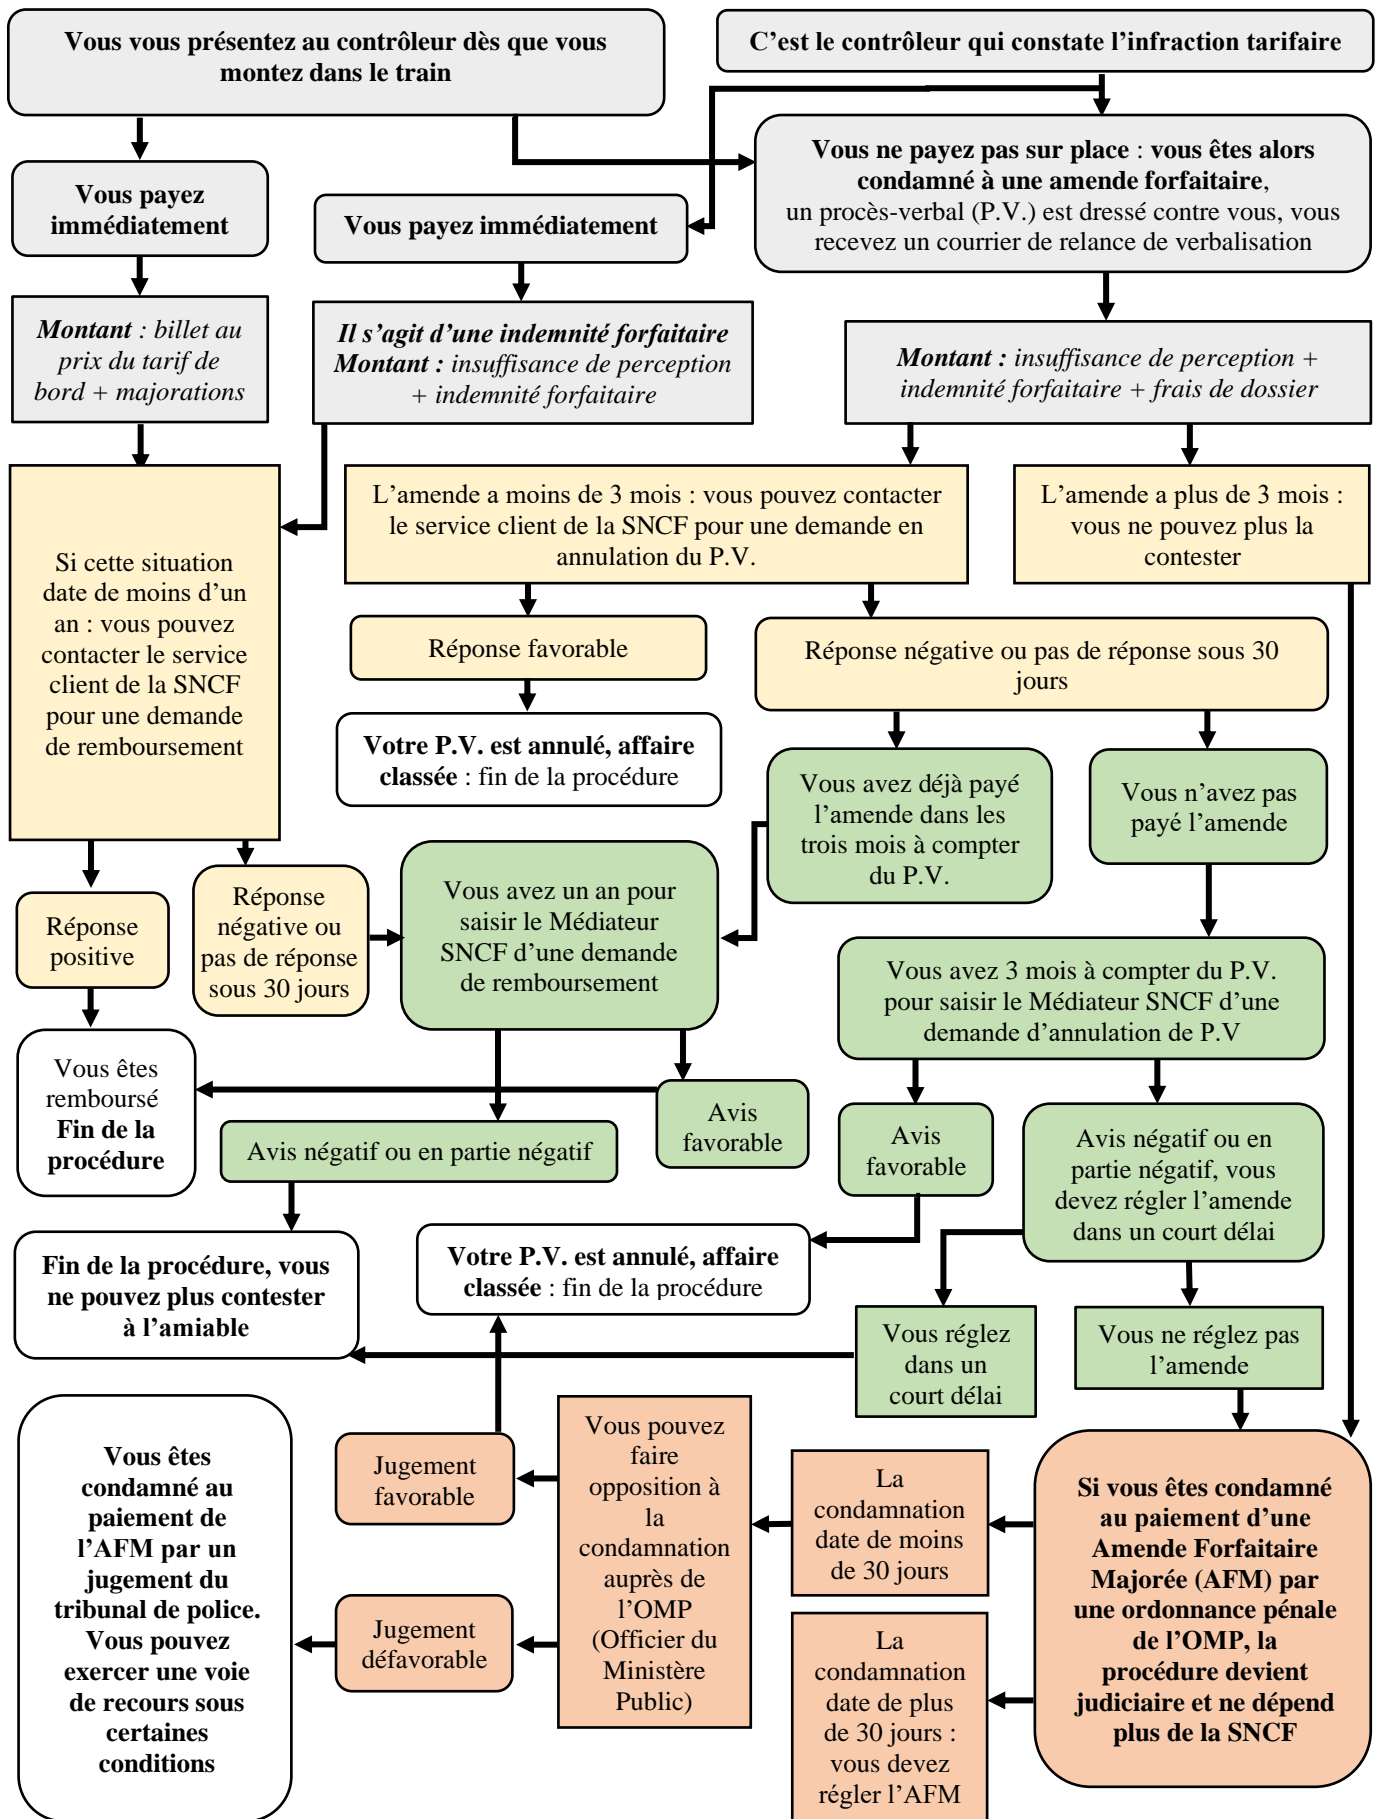 Vous vous présentez au contrôleur dès que vous
montez dans le train
C’est le contrôleur qui constate l’infraction tarifaire
Vous payez
immédiatement
Vous payez immédiatement
Vous ne payez pas sur place : vous êtes alors
condamné à une amende forfaitaire,
un procès-verbal (P.V.) est dressé contre vous, vous
recevez un courrier de relance de verbalisation
Montant : billet au
prix du tarif de
bord + majorations
Il s’agit d’une indemnité forfaitaire
Montant : insuffisance de perception
+ indemnité forfaitaire
Montant : insuffisance de perception +
indemnité forfaitaire + frais de dossier
Si cette situation
date de moins d’un
an : vous pouvez
contacter le service
client de la SNCF
pour une demande
de remboursement
L’amende a moins de 3 mois : vous pouvez contacter
le service client de la SNCF pour une demande en
annulation du P.V.
L’amende a plus de 3 mois :
vous ne pouvez plus la
contester
Réponse favorable
Réponse négative ou pas de réponse sous 30
jours
Votre P.V. est annulé, affaire
classée : fin de la procédure
Vous avez déjà payé
l’amende dans les
trois mois à compter
du P.V.
Vous n’avez pas
payé l’amende
Réponse
positive
Réponse
négative ou
pas de réponse
sous 30 jours
Vous avez un an pour
saisir le Médiateur
SNCF d’une demande
de remboursement
Vous avez 3 mois à compter du P.V.
pour saisir le Médiateur SNCF d’une
demande d’annulation de P.V
Vous êtes
remboursé
Fin de la
procédure
Avis négatif ou en partie négatif
Avis
favorable
Avis
favorable
Avis négatif ou en
partie négatif, vous
devez régler l’amende
dans un court délai
Fin de la procédure, vous
ne pouvez plus contester
à l’amiable
Votre P.V. est annulé, affaire
classée : fin de la procédure
Vous réglez
dans un
court délai
Vous ne réglez pas
l’amende
Vous êtes
condamné au
paiement de
l’AFM par un
jugement du
tribunal de police.
Vous pouvez
exercer une voie
de recours sous
certaines
conditions
Jugement
favorable
Jugement
défavorable
Vous pouvez
faire
opposition à
la
condamnation
auprès de
l’OMP
(Officier du
Ministère
Public)
La
condamnation
date de moins
de 30 jours
La
condamnation
date de plus
de 30 jours :
vous devez
régler l’AFM
Si vous êtes condamné
au paiement d’une
Amende Forfaitaire
Majorée (AFM) par
une ordonnance pénale
de l’OMP, la
procédure devient
judiciaire et ne dépend
plus de la SNCF